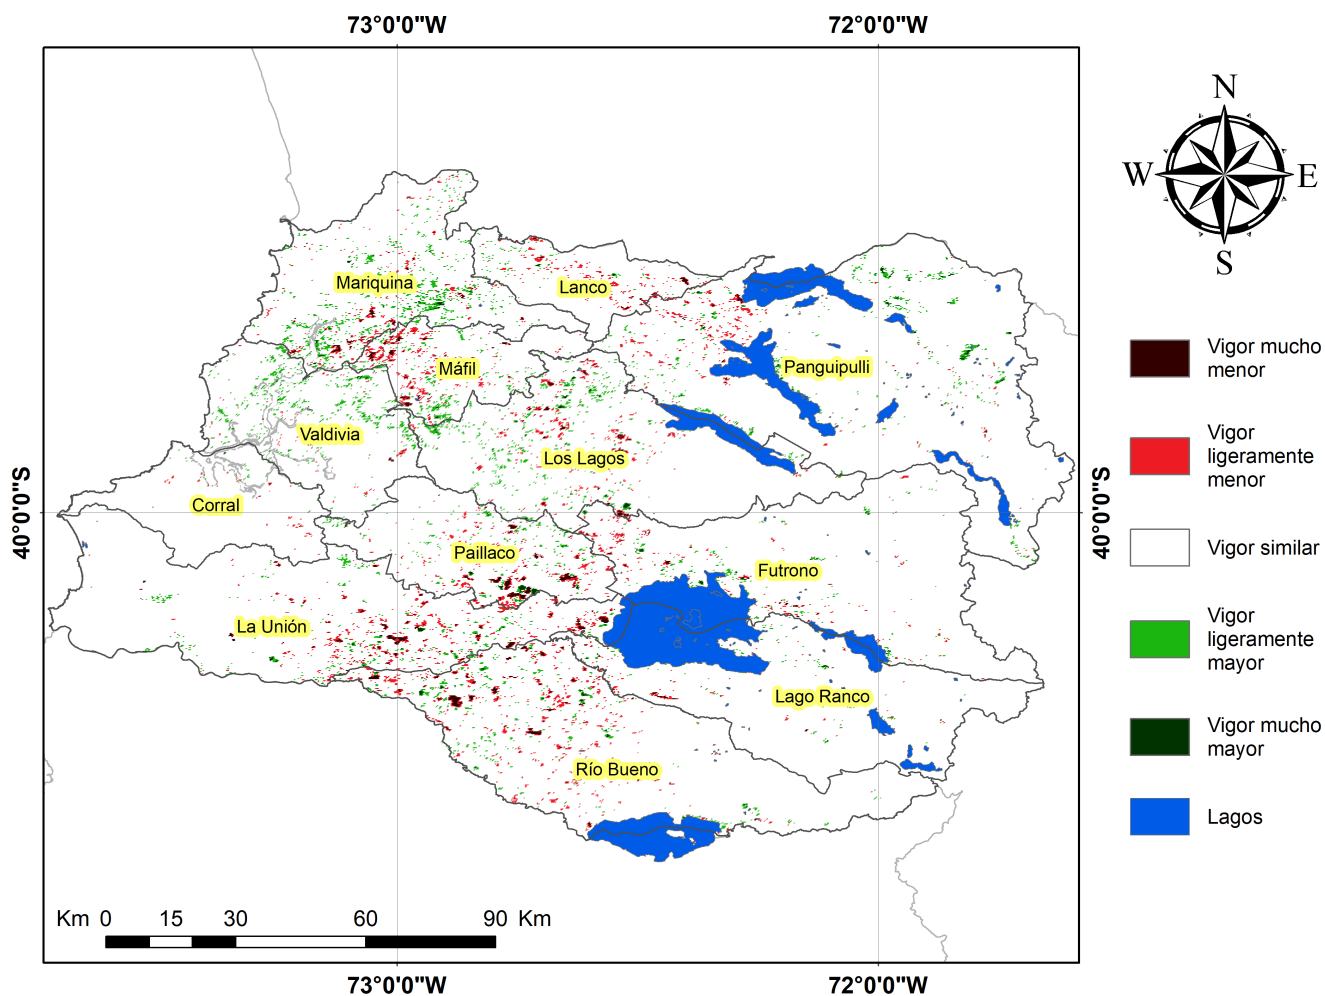 73°0'0"W
72°0'0"W
N
W
E
S
Mariquina
Lanco
Máfil
Panguipulli
Valdivia
Los Lagos
Corral
40°0'0"S
40°0'0"S
Paillaco
Futrono
La Unión
Lago Ranco
Río Bueno
Vigor mucho
menor
Vigor
ligeramente
menor
Vigor similar
Vigor
ligeramente
mayor
Vigor mucho
mayor
Lagos
Km 0 15 30 60 90 Km
73°0'0"W
72°0'0"W